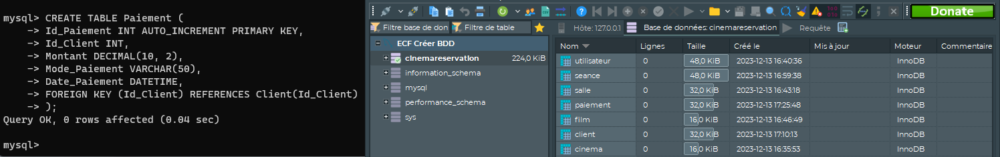 mysql> CREATE TABLE Paiement (
-> Id_Paiement INT AUTO_INCREMENT PRIMARY KEY,
-> Id_Client INT,
-> Montant DECIMAL(10, 2),
-> Mode_Paiement VARCHAR(50),
-> Date_Paiement DATETIME,
-> FOREIGN KEY (Id_Client) REFERENCES Client(Id_Client)
-> );
Query OK, 0 rows affected (0.04 sec)
mysql>
Donate
Filtre base de don Filtre de table
Hôte: 127.0.0.1 Base de données: cinemareservation Requête
ECF Créer BDD
cinemareservation 224,0 KiB
information_schema
mysql
performance_schema
sys
Nom Lignes Taille Créé le Mis à jour Moteur Commentaire
utilisateur 0 48,0 KiB 2023-12-13 16:40:36 InnoDB
seance 0 48,0 KiB 2023-12-13 16:59:38 InnoDB
salle 0 32,0 KiB 2023-12-13 16:43:18 InnoDB
paiement 0 32,0 KiB 2023-12-13 17:25:48 InnoDB
film 0 16,0 KiB 2023-12-13 16:46:49 InnoDB
client 0 32,0 KiB 2023-12-13 17:10:13 InnoDB
cinema 0 16,0 KiB 2023-12-13 16:35:53 InnoDB